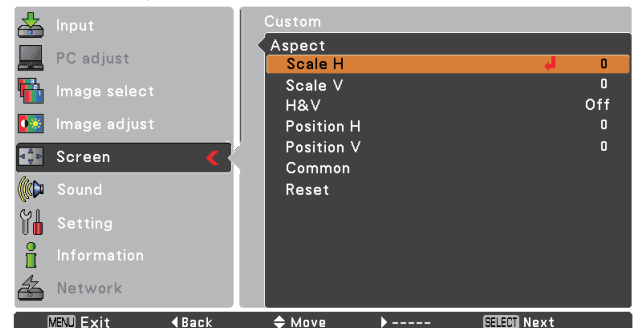 Input
PC adjust
Image select
Image adjust
Screen
Sound
Setting
Information
Network
Custom
Aspect
Scale H 0
Scale V 0
H&V Off
Position H 0
Position V 0
Common
Reset
MENU Exit Back Move ----- SELECT Next